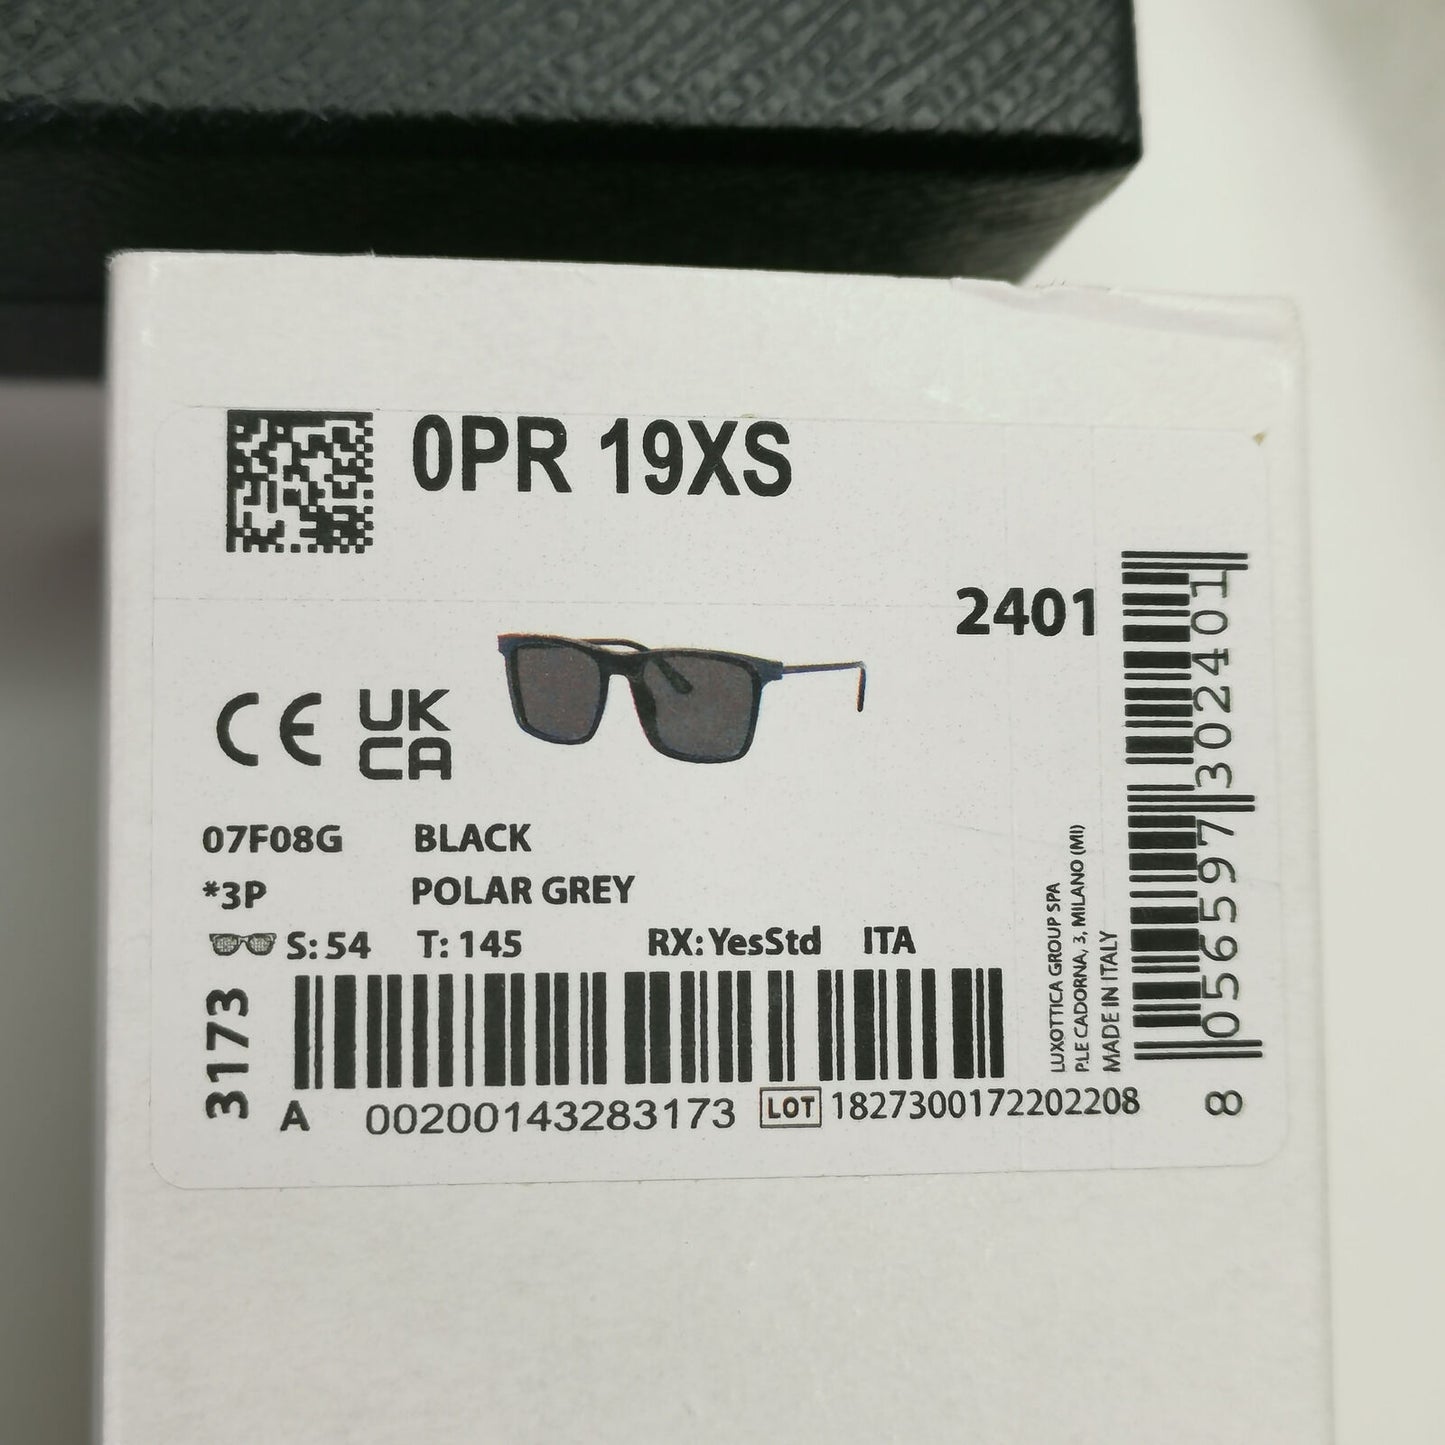 0PR 19XS
2401
CE UK
CA
07F08G BLACK
*3P POLAR GREY
S: 54 T: 145 RX: YesStd ITA
3173
A 00200143283173 LOT 1827300172202208
LUXOTTICA GROUP SPA
P.LE CADORNA, 3, MILANO (MI)
MADE IN ITALY
8 056597 302401